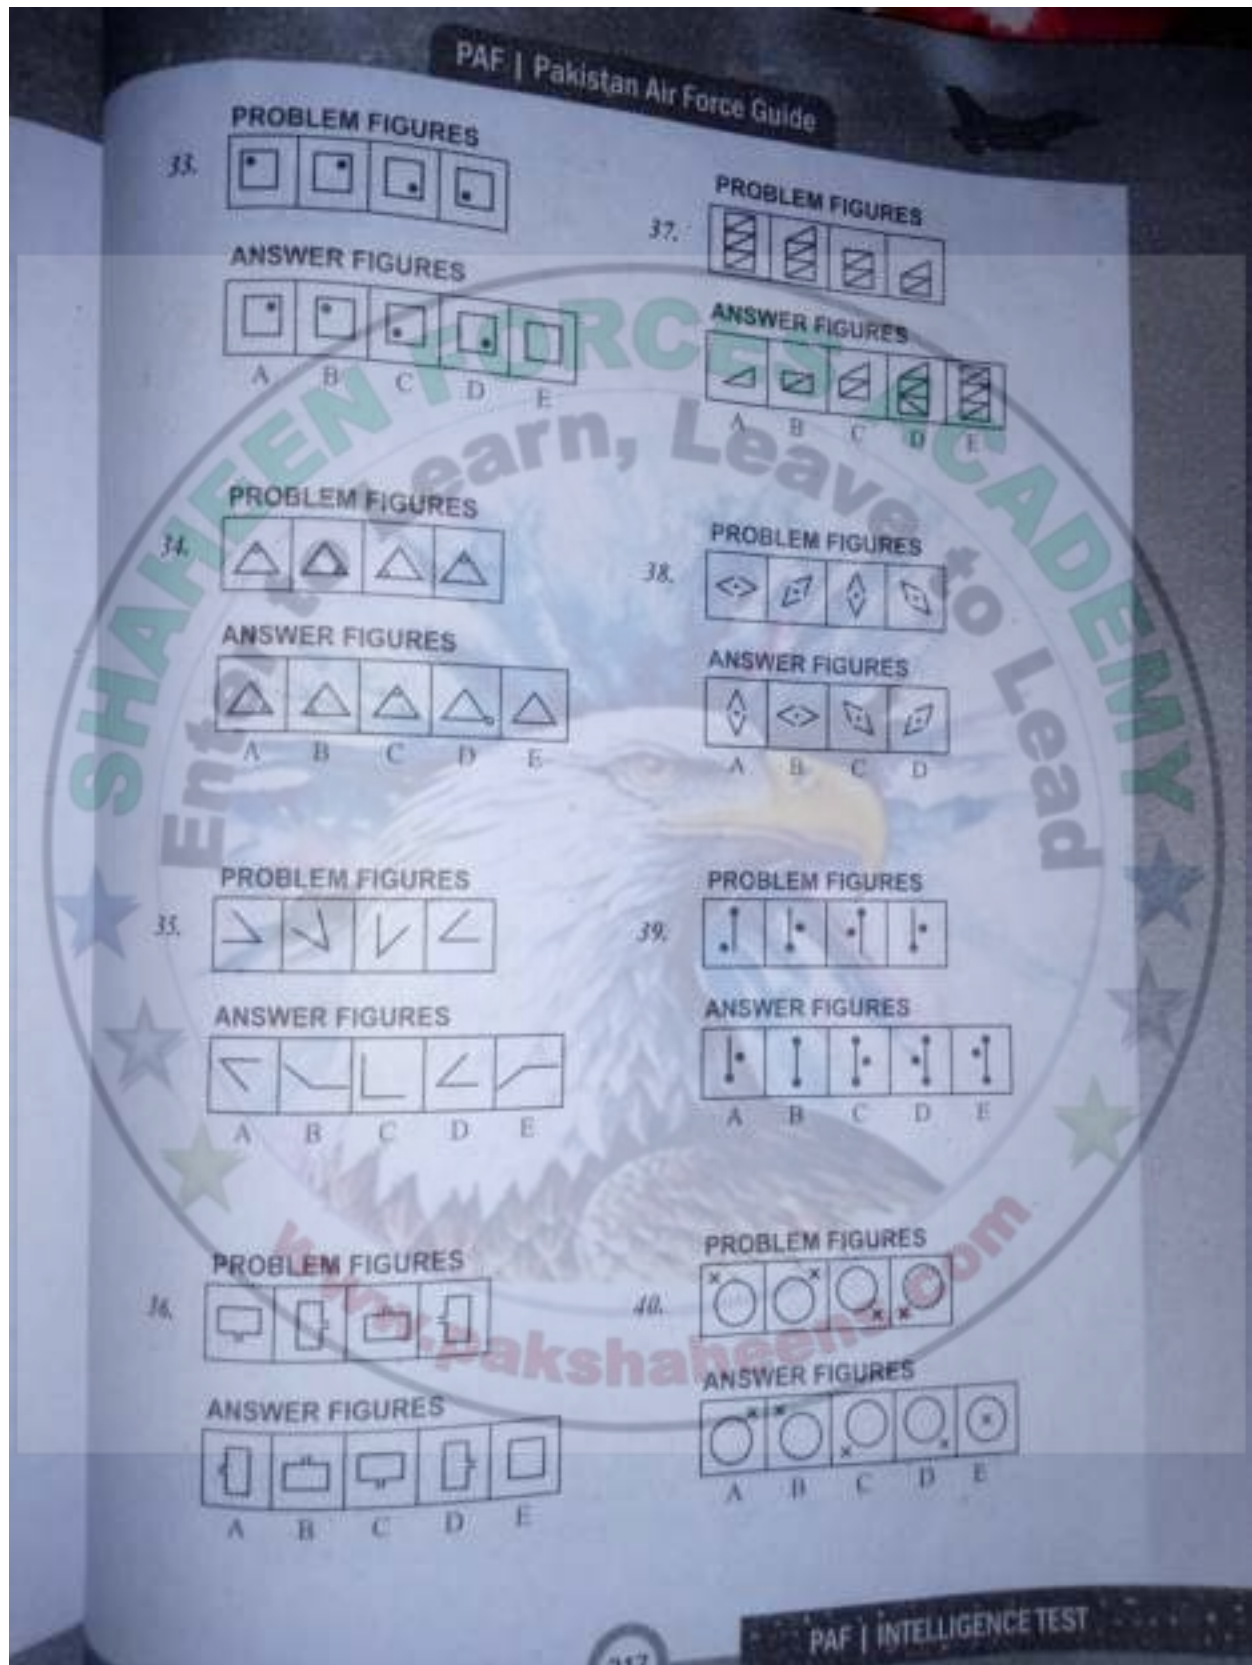 PAF | Pakistan Air Force Guide
33.
PROBLEM FIGURES
ANSWER FIGURES
A B C D E
34.
PROBLEM FIGURES
ANSWER FIGURES
A B C D E
35.
PROBLEM FIGURES
ANSWER FIGURES
A B C D E
36.
PROBLEM FIGURES
ANSWER FIGURES
A B C D E
37.
PROBLEM FIGURES
ANSWER FIGURES
A B C D E
38.
PROBLEM FIGURES
ANSWER FIGURES
A B C D
39.
PROBLEM FIGURES
ANSWER FIGURES
A B C D E
40.
PROBLEM FIGURES
ANSWER FIGURES
A B C D E
SHAHEEN FORCES ACADEMY
Enter to Learn, Leave to Lead
www.pakshaheens.com
PAF | INTELLIGENCE TEST